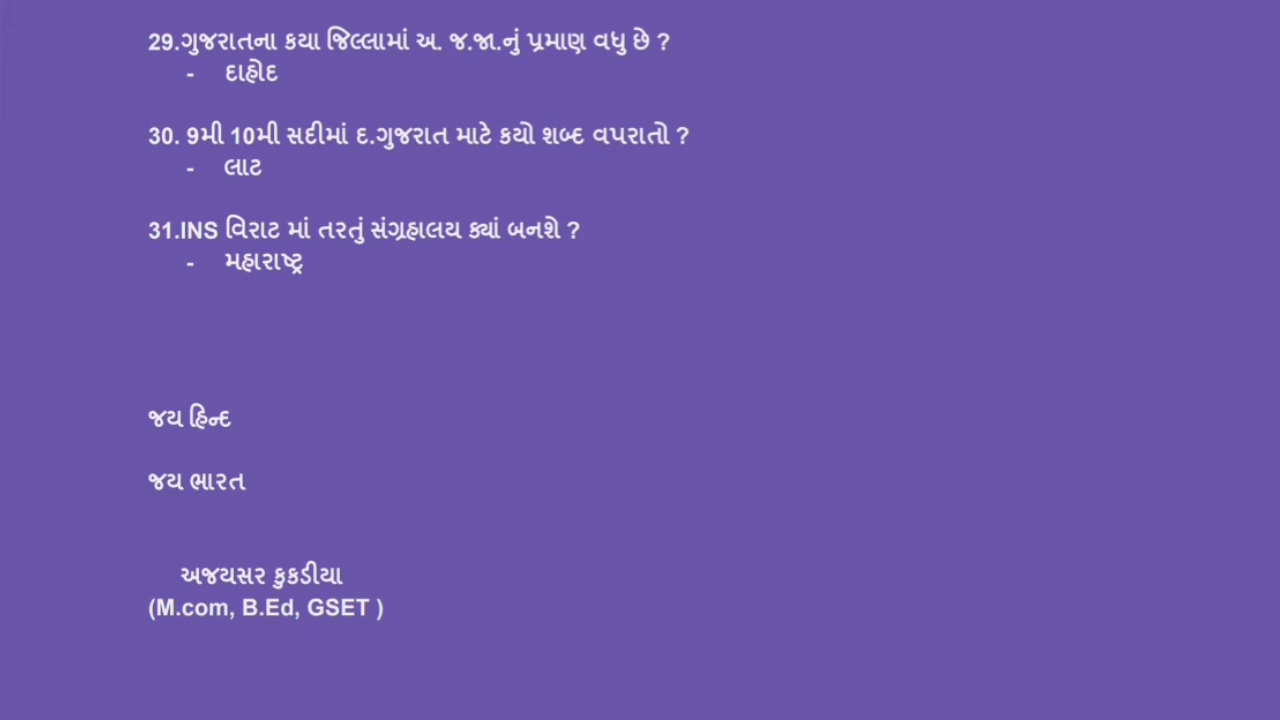 29.ગુજરાતના કયા જિલ્લામાં અ. જ.જા.નું પ્રમાણ વધુ છે ?
- દાહોદ
30. 9મી 10મી સદીમાં દ.ગુજરાત માટે કયો શબ્દ વપરાતો ?
- લાટ
31.INS વિરાટ માં તરતું સંગ્રહાલય ક્યાં બનશે ?
- મહારાષ્ટ્ર
જય હિન્દ
જય ભારત
અજયસર કુકડીયા
(M.com, B.Ed, GSET )